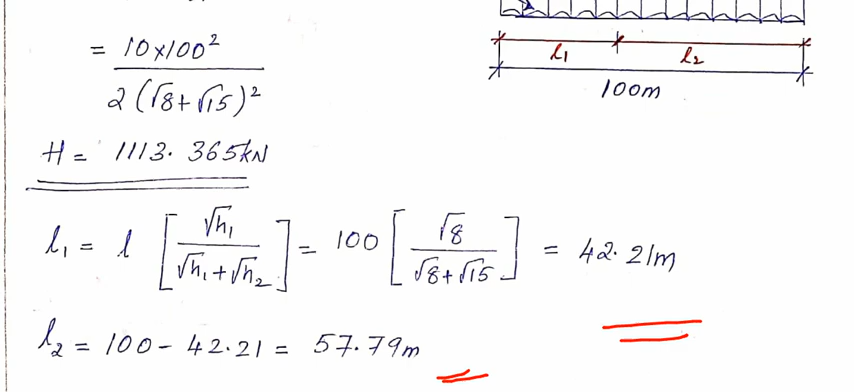 l₁ l₂
100m
= 10×100² / 2(√8+√15)²
H = 1113.365kN
l₁ = l [√h₁ / √h₁+√h₂] = 100 [√8 / √8+√15] = 42.21m
l₂ = 100 - 42.21 = 57.79m